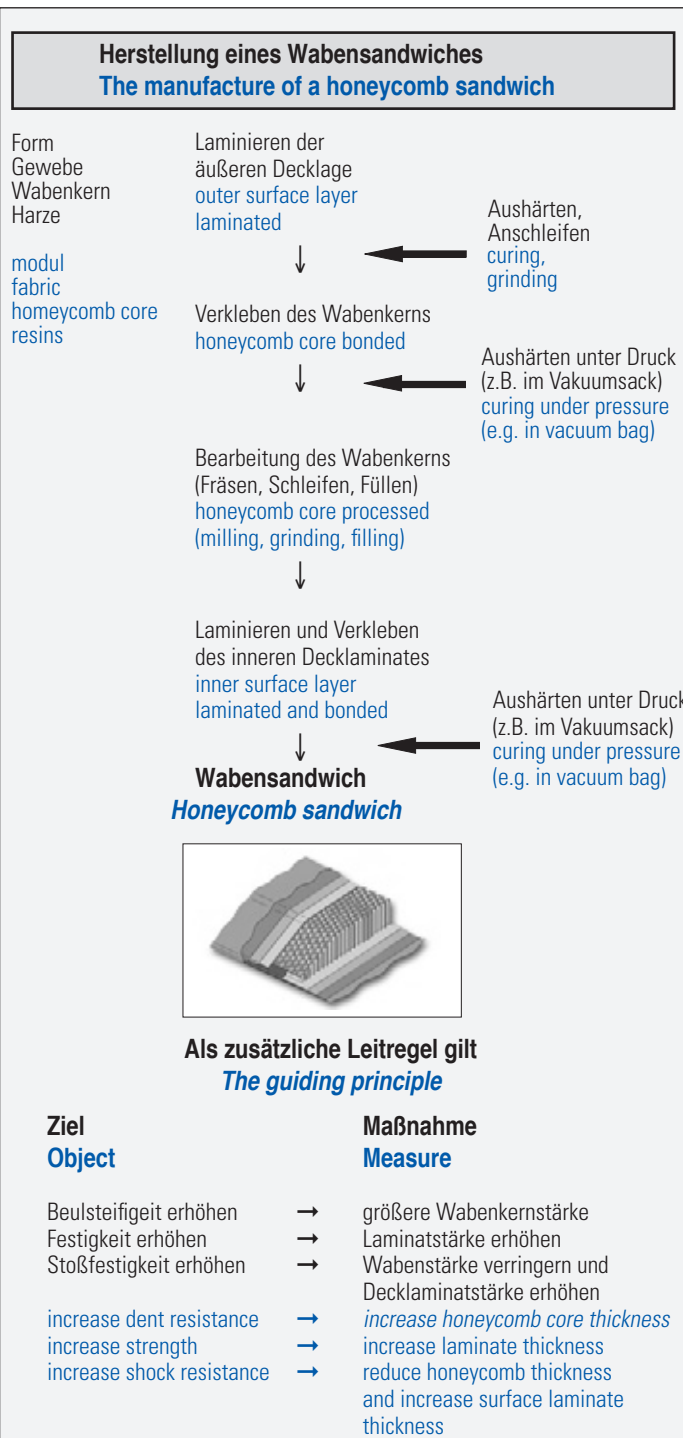 Herstellung eines Wabensandwiches
The manufacture of a honeycomb sandwich
Form
Gewebe
Wabenkern
Harze
modul
fabric
homeycomb core
resins
Laminieren der
äußeren Decklage
outer surface layer
laminated
↓
Aushärten,
Anschleifen
curing,
grinding
Verkleben des Wabenkerns
honeycomb core bonded
↓
Aushärten unter Druck
(z.B. im Vakuumsack)
curing under pressure
(e.g. in vacuum bag)
Bearbeitung des Wabenkerns
(Fräsen, Schleifen, Füllen)
honeycomb core processed
(milling, grinding, filling)
↓
Laminieren und Verkleben
des inneren Decklaminates
inner surface layer
laminated and bonded
↓
Aushärten unter Druck
(z.B. im Vakuumsack)
curing under pressure
(e.g. in vacuum bag)
Wabensandwich
Honeycomb sandwich
Als zusätzliche Leitregel gilt
The guiding principle
Ziel Maßnahme
Object Measure
Beulsteifigeit erhöhen → größere Wabenkernstärke
Festigkeit erhöhen → Laminatstärke erhöhen
Stoßfestigkeit erhöhen → Wabenstärke verringern und
Decklaminatstärke erhöhen
increase dent resistance → increase honeycomb core thickness
increase strength → increase laminate thickness
increase shock resistance → reduce honeycomb thickness
and increase surface laminate
thickness